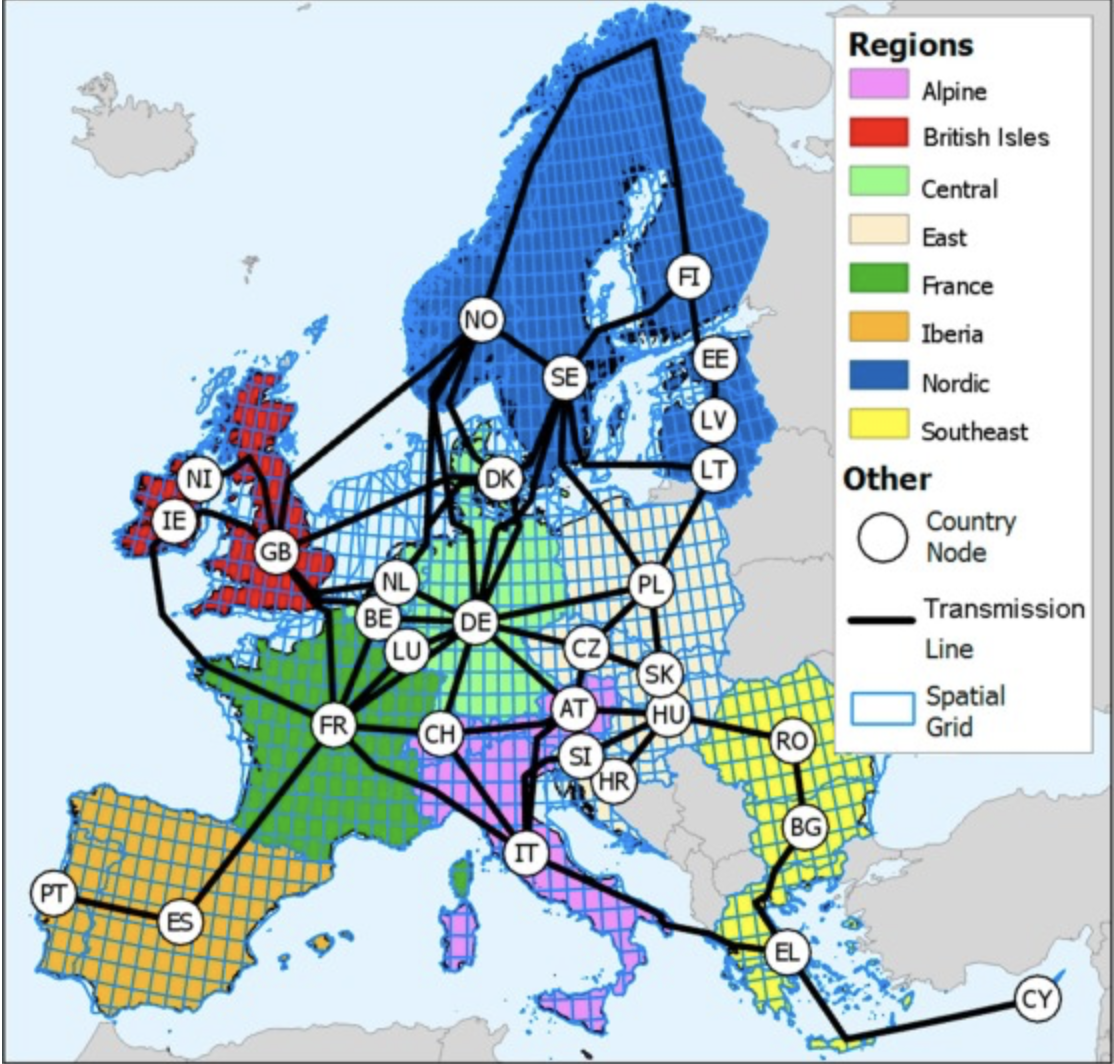 Regions
Alpine
British Isles
Central
East
France
Iberia
Nordic
Southeast
Other
Country
Node
Transmission
Line
Spatial
Grid
FI
NO
EE
SE
LV
LT
NI
DK
IE
GB
NL
PL
BE
DE
LU
CZ
SK
AT
HU
FR
CH
RO
SI
HR
BG
IT
PT
ES
EL
CY